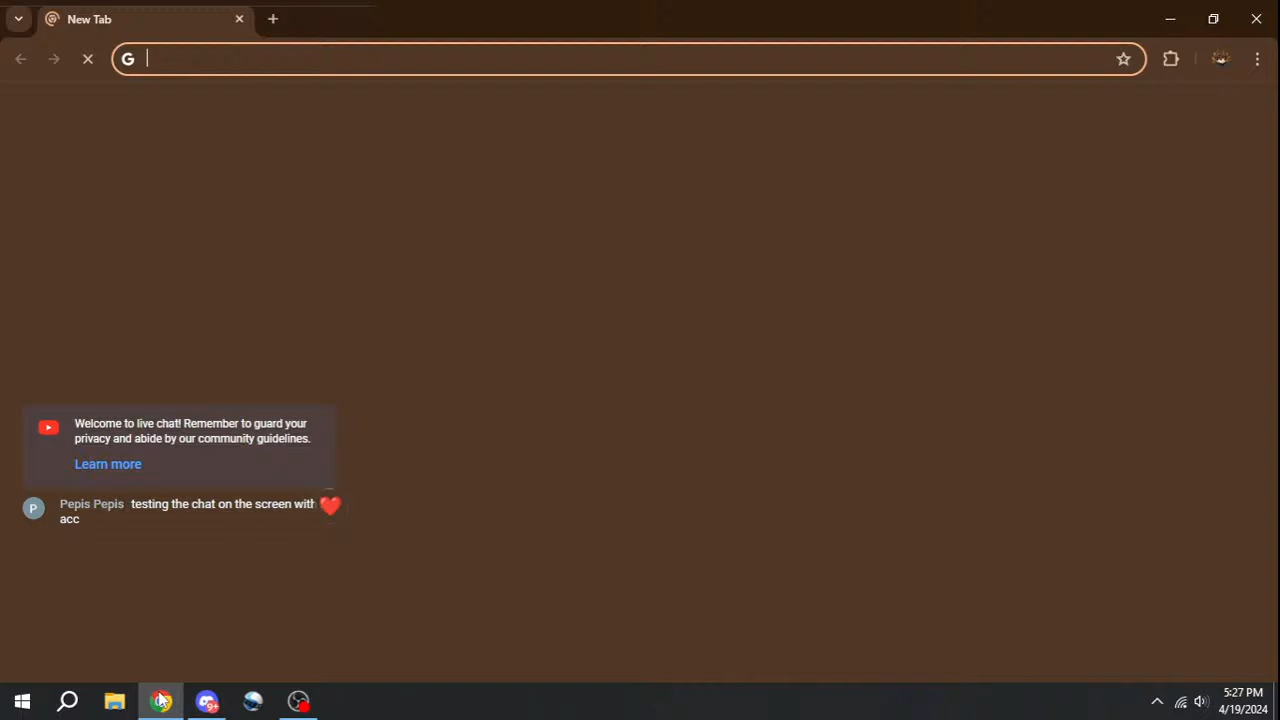 New Tab
Welcome to live chat! Remember to guard your
privacy and abide by our community guidelines.
Learn more
P
Pepis Pepis testing the chat on the screen with
acc
9+
5:27 PM
4/19/2024